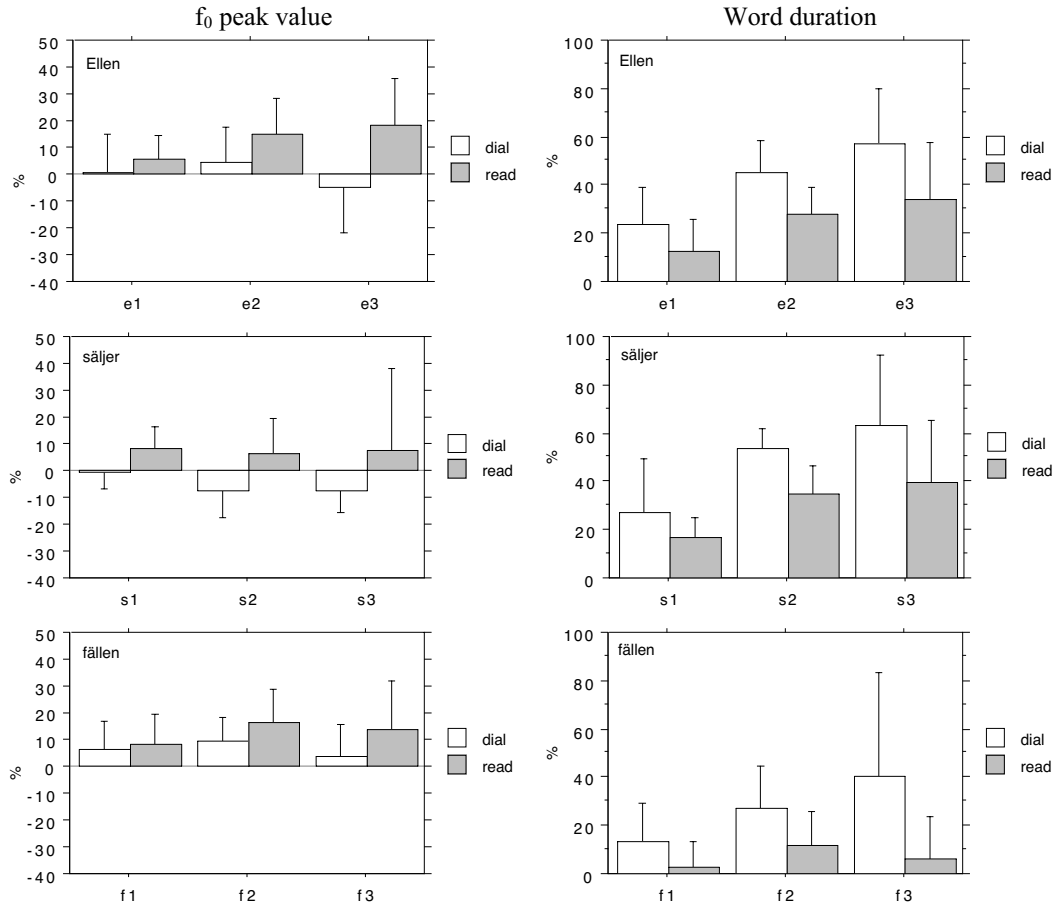 f₀ peak value
Word duration
50
40
30
20
10
0
-10
-20
-30
-40
%
Ellen
e1
e2
e3
dial
read
100
80
60
40
20
0
%
Ellen
e1
e2
e3
dial
read
50
40
30
20
10
0
-10
-20
-30
-40
%
säljer
s1
s2
s3
dial
read
100
80
60
40
20
0
%
säljer
s1
s2
s3
dial
read
50
40
30
20
10
0
-10
-20
-30
-40
%
fällen
f1
f2
f3
dial
read
100
80
60
40
20
0
%
fällen
f1
f2
f3
dial
read